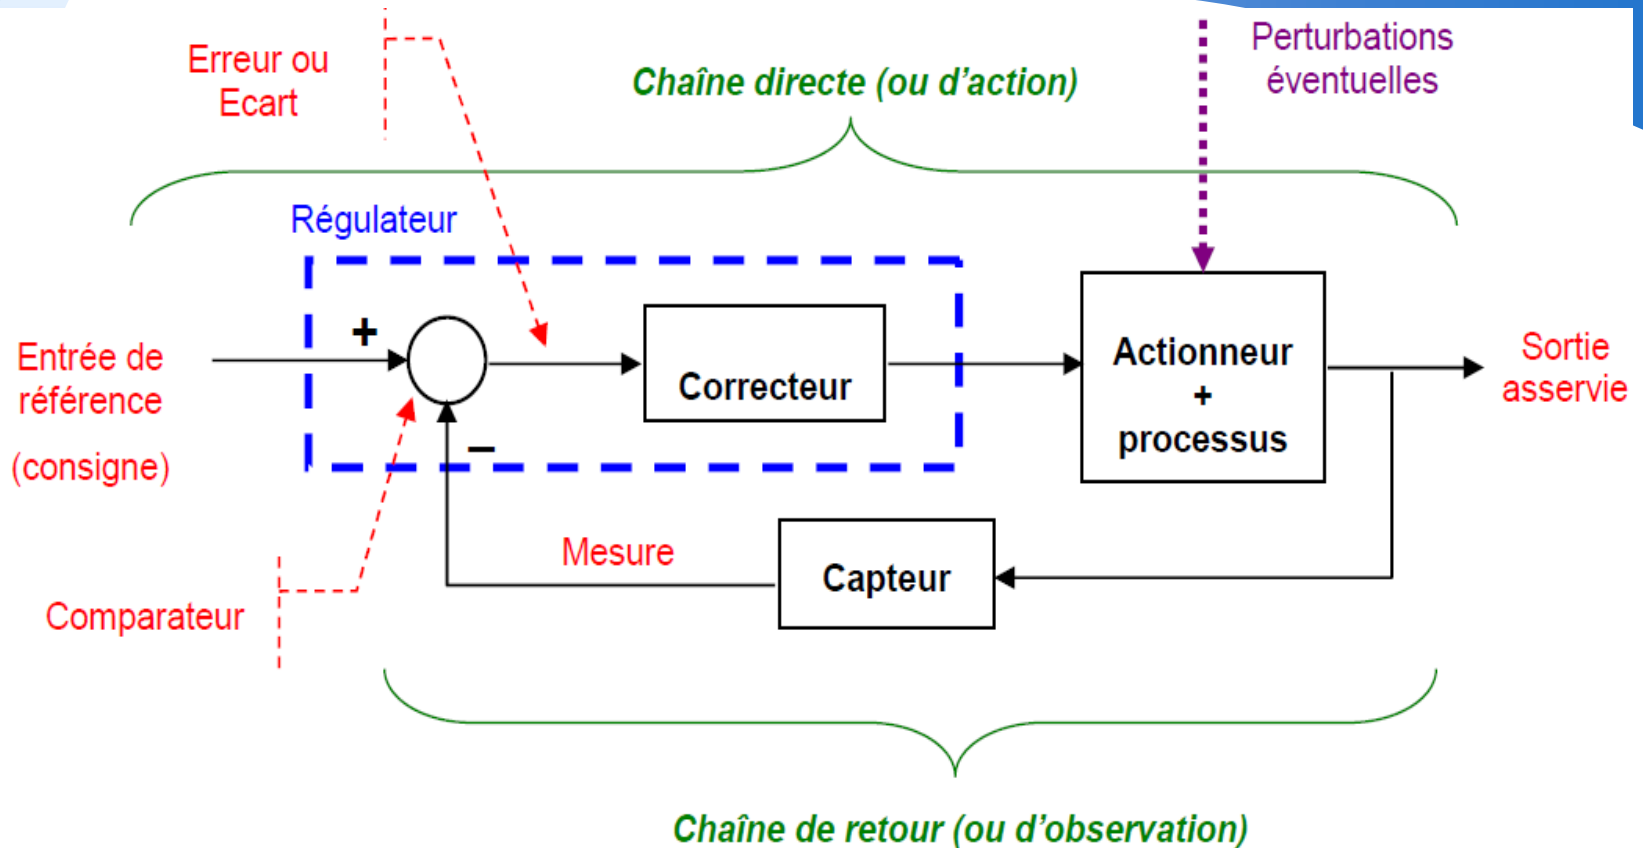 Erreur ou
Ecart
Chaîne directe (ou d'action)
Perturbations
éventuelles
Régulateur
+
Entrée de
référence
(consigne)
Correcteur
Actionneur
+
processus
Sortie
asservie
–
Mesure
Capteur
Comparateur
Chaîne de retour (ou d'observation)